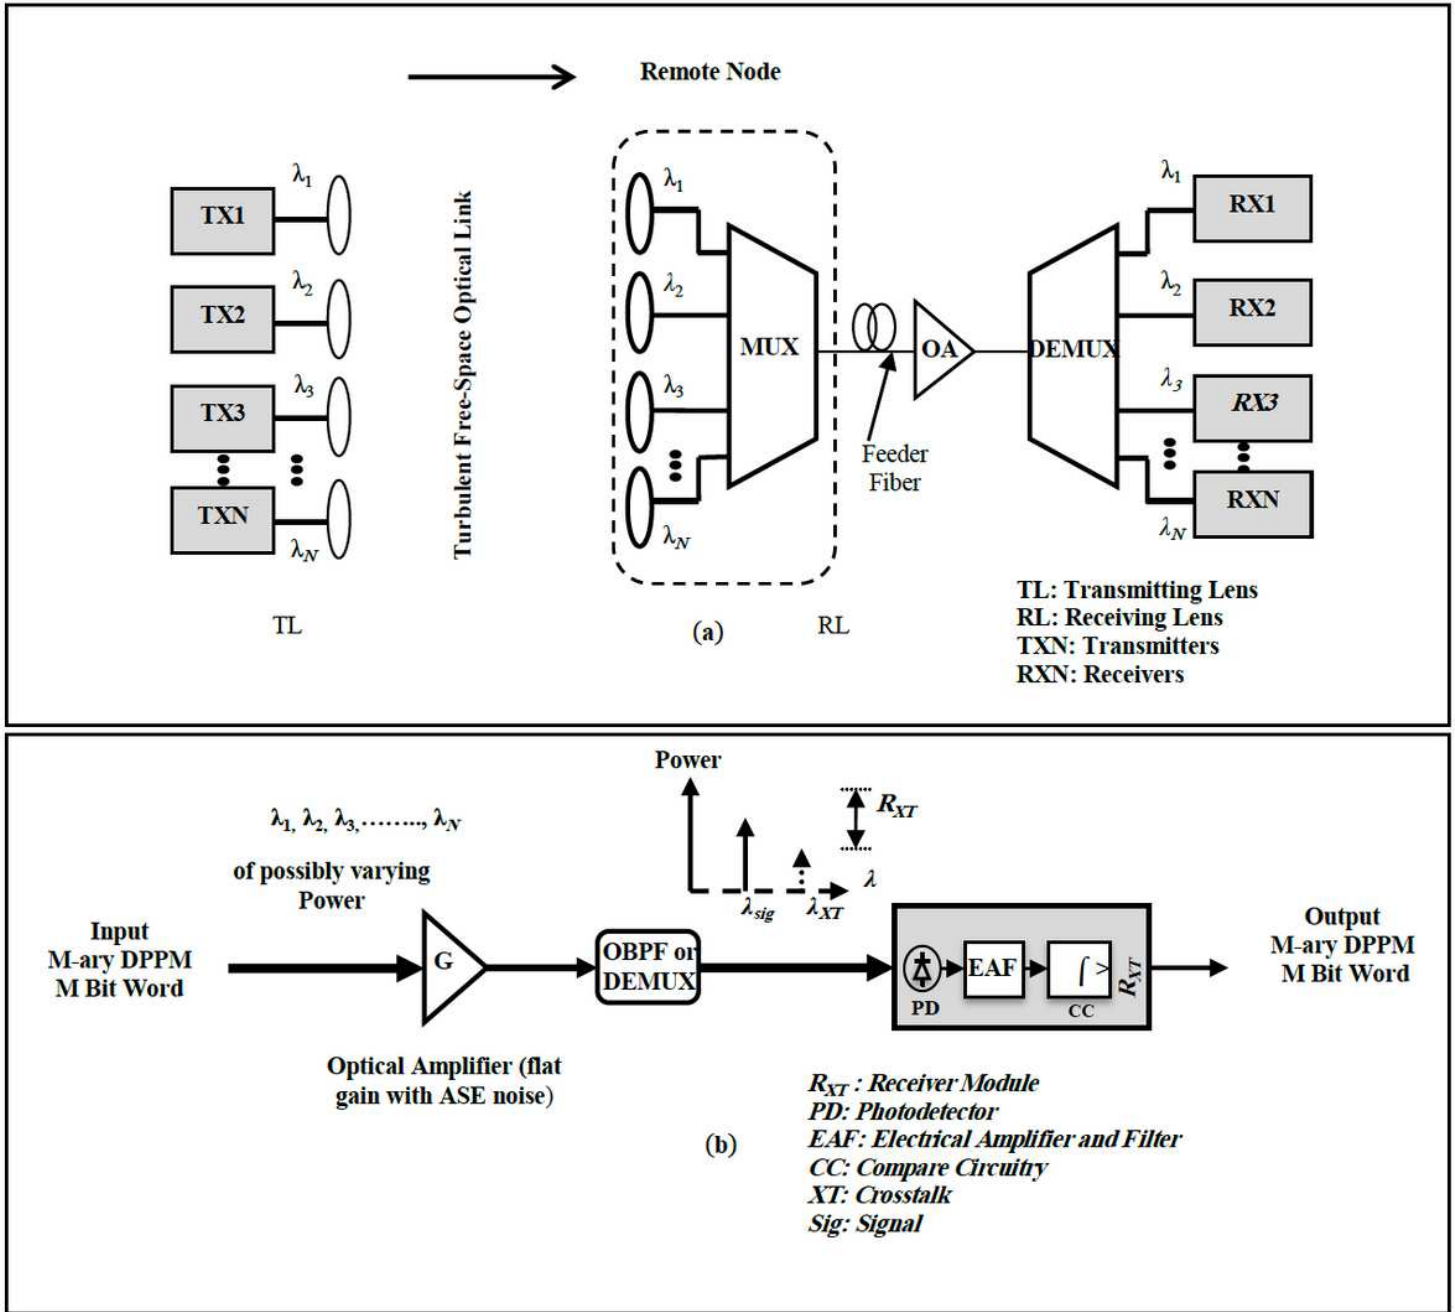 Remote Node
TX1
λ1
TX2
λ2
TX3
λ3
TXN
λN
TL
Turbulent Free-Space Optical Link
λ1
λ2
λ3
λN
MUX
Feeder
Fiber
OA
DEMUX
λ1
RX1
λ2
RX2
λ3
RX3
λN
RXN
(a)
RL
TL: Transmitting Lens
RL: Receiving Lens
TXN: Transmitters
RXN: Receivers
Power
RXT
λ
λsig
λXT
λ1, λ2, λ3,…….., λN
of possibly varying
Power
Input
M-ary DPPM
M Bit Word
G
OBPF or
DEMUX
PD
EAF
∫ >
CC
RXT
Output
M-ary DPPM
M Bit Word
Optical Amplifier (flat
gain with ASE noise)
(b)
RXT : Receiver Module
PD: Photodetector
EAF: Electrical Amplifier and Filter
CC: Compare Circuitry
XT: Crosstalk
Sig: Signal